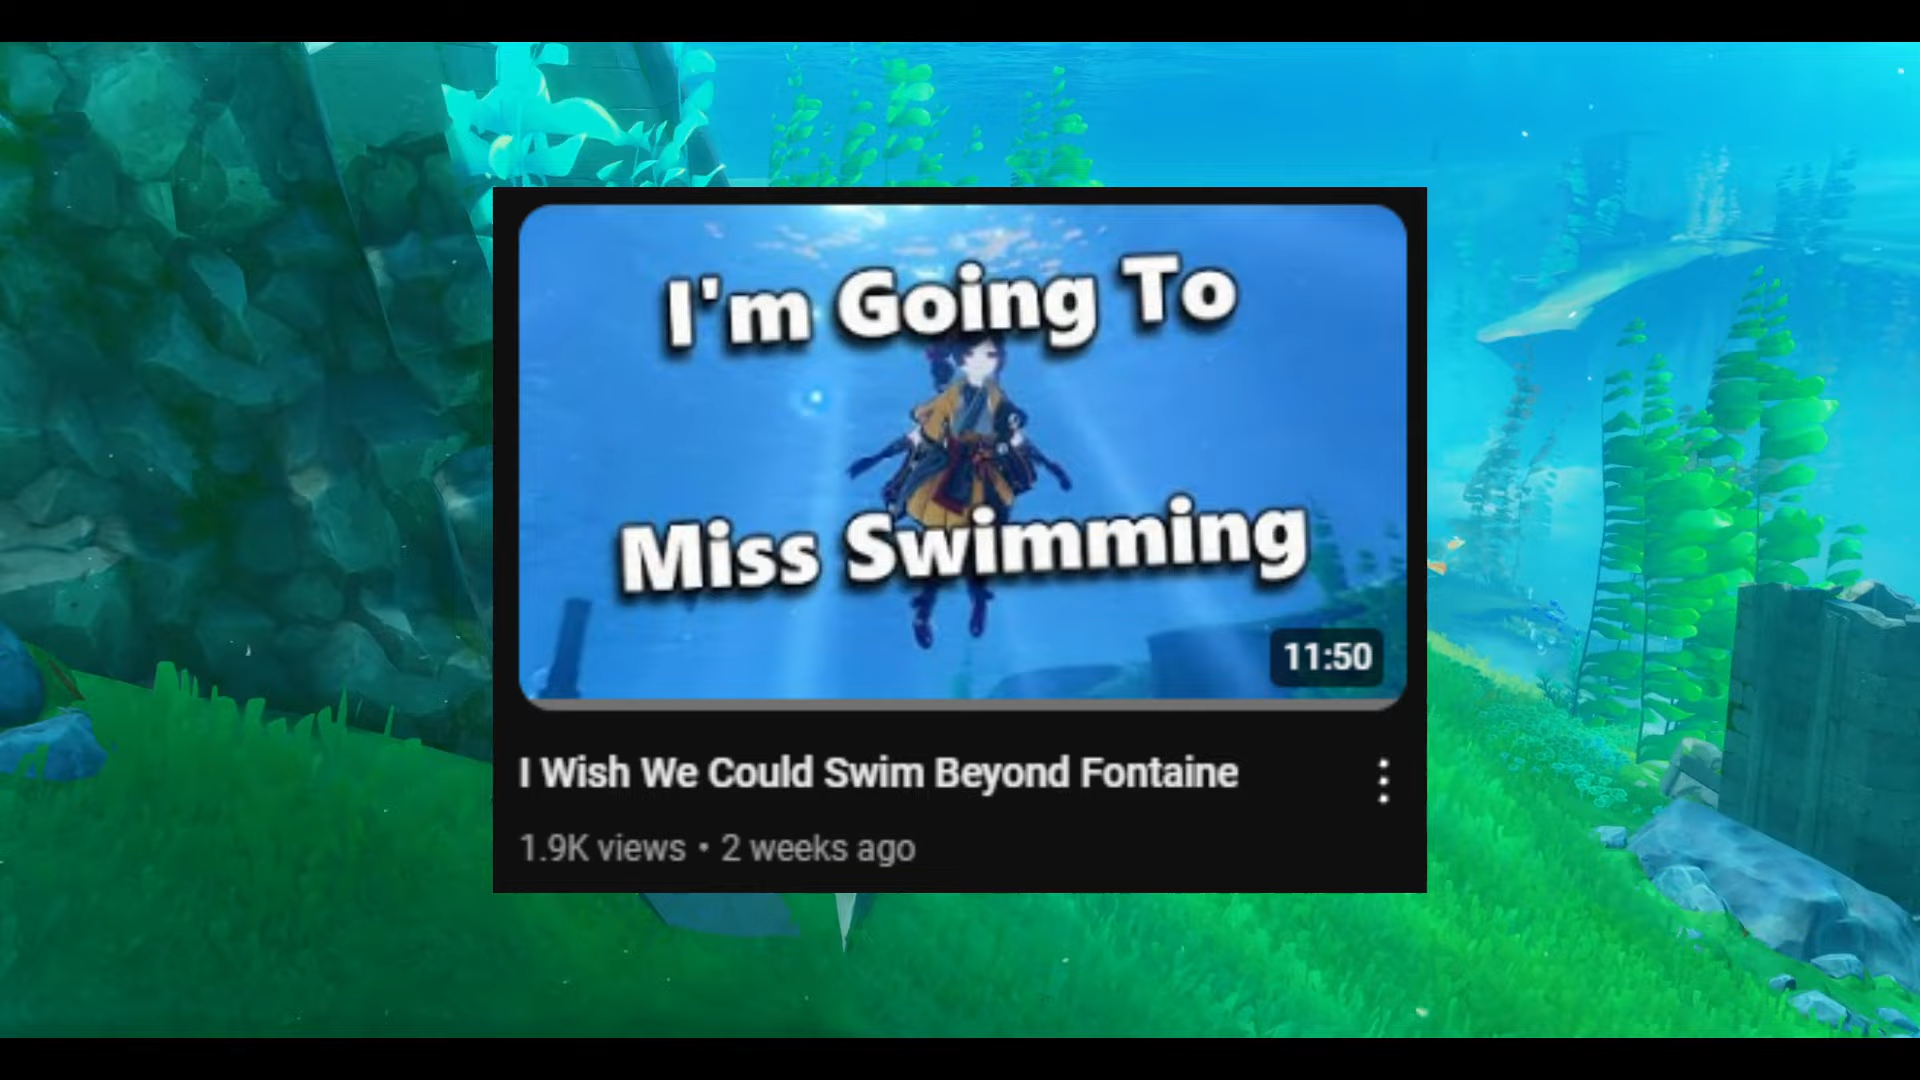 I'm Going To
Miss Swimming
11:50
I Wish We Could Swim Beyond Fontaine
1.9K views • 2 weeks ago